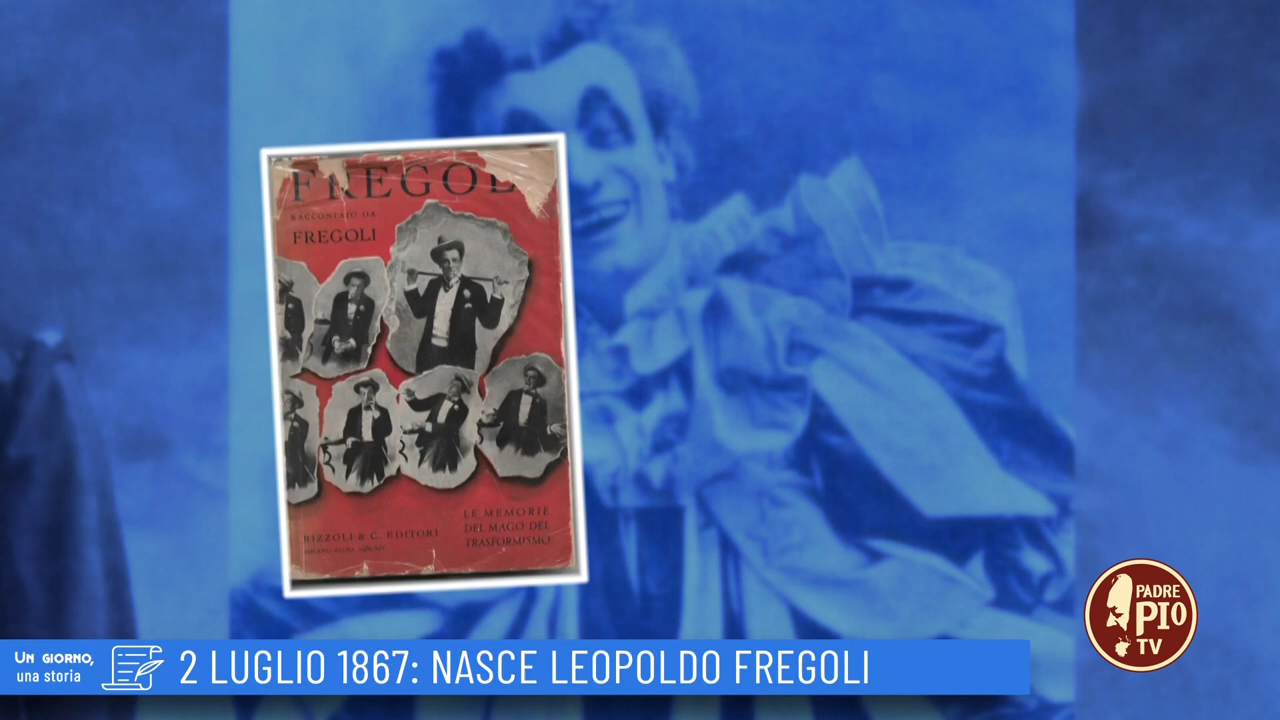 FREGOL
RACCONTATO DA
FREGOLI
LE MEMORIE
DEL MAGO DEL
TRASFORMISMO
RIZZOLI & C. EDITORI
PADRE
PIO
TV
UN GIORNO,
una storia
2 LUGLIO 1867: NASCE LEOPOLDO FREGOLI